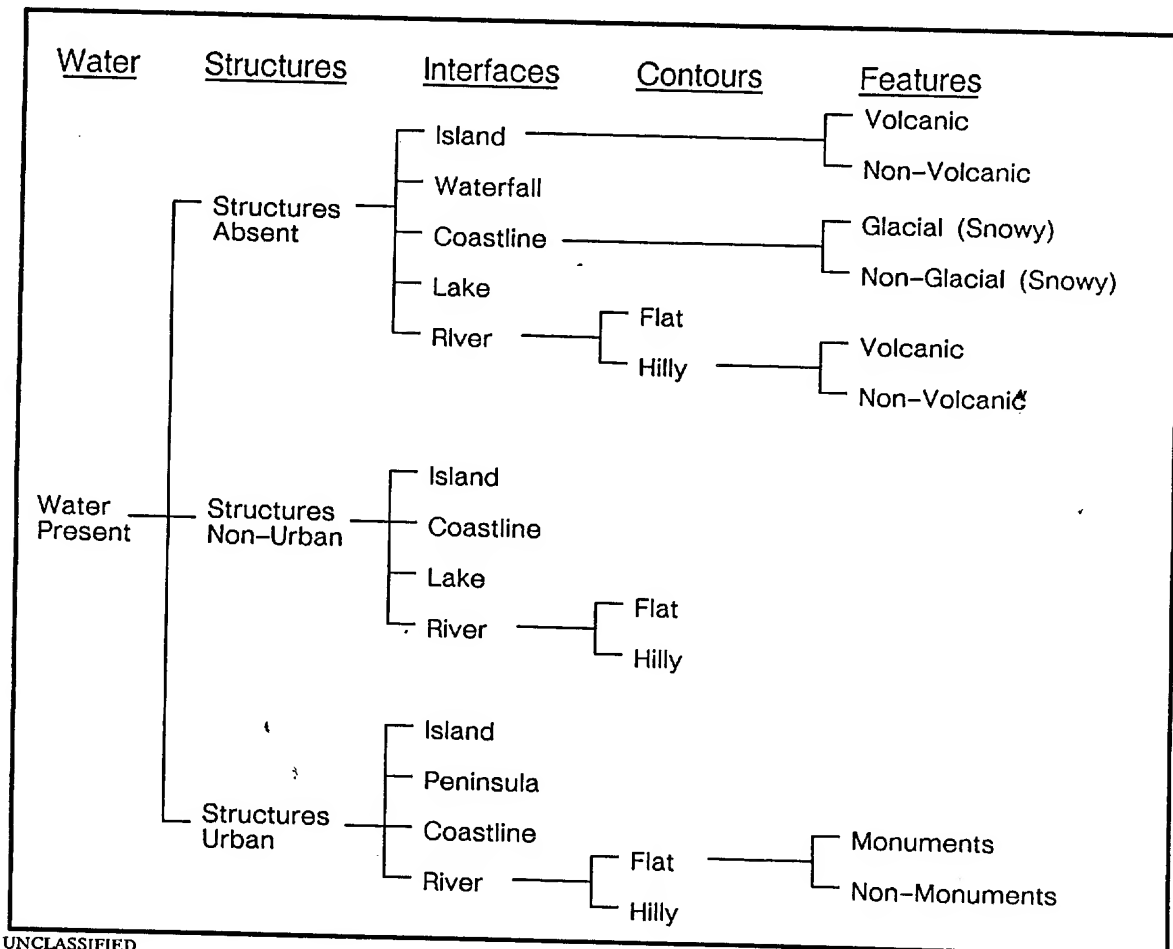 Water Structures Interfaces Contours Features
Structures
Absent
Island
Volcanic
Non-Volcanic
Waterfall
Coastline
Glacial (Snowy)
Non-Glacial (Snowy)
Lake
River
Flat
Hilly
Volcanic
Non-Volcanic
Water
Present
Structures
Non-Urban
Island
Coastline
Lake
River
Flat
Hilly
Structures
Urban
Island
Peninsula
Coastline
River
Flat
Monuments
Non-Monuments
Hilly
UNCLASSIFIED